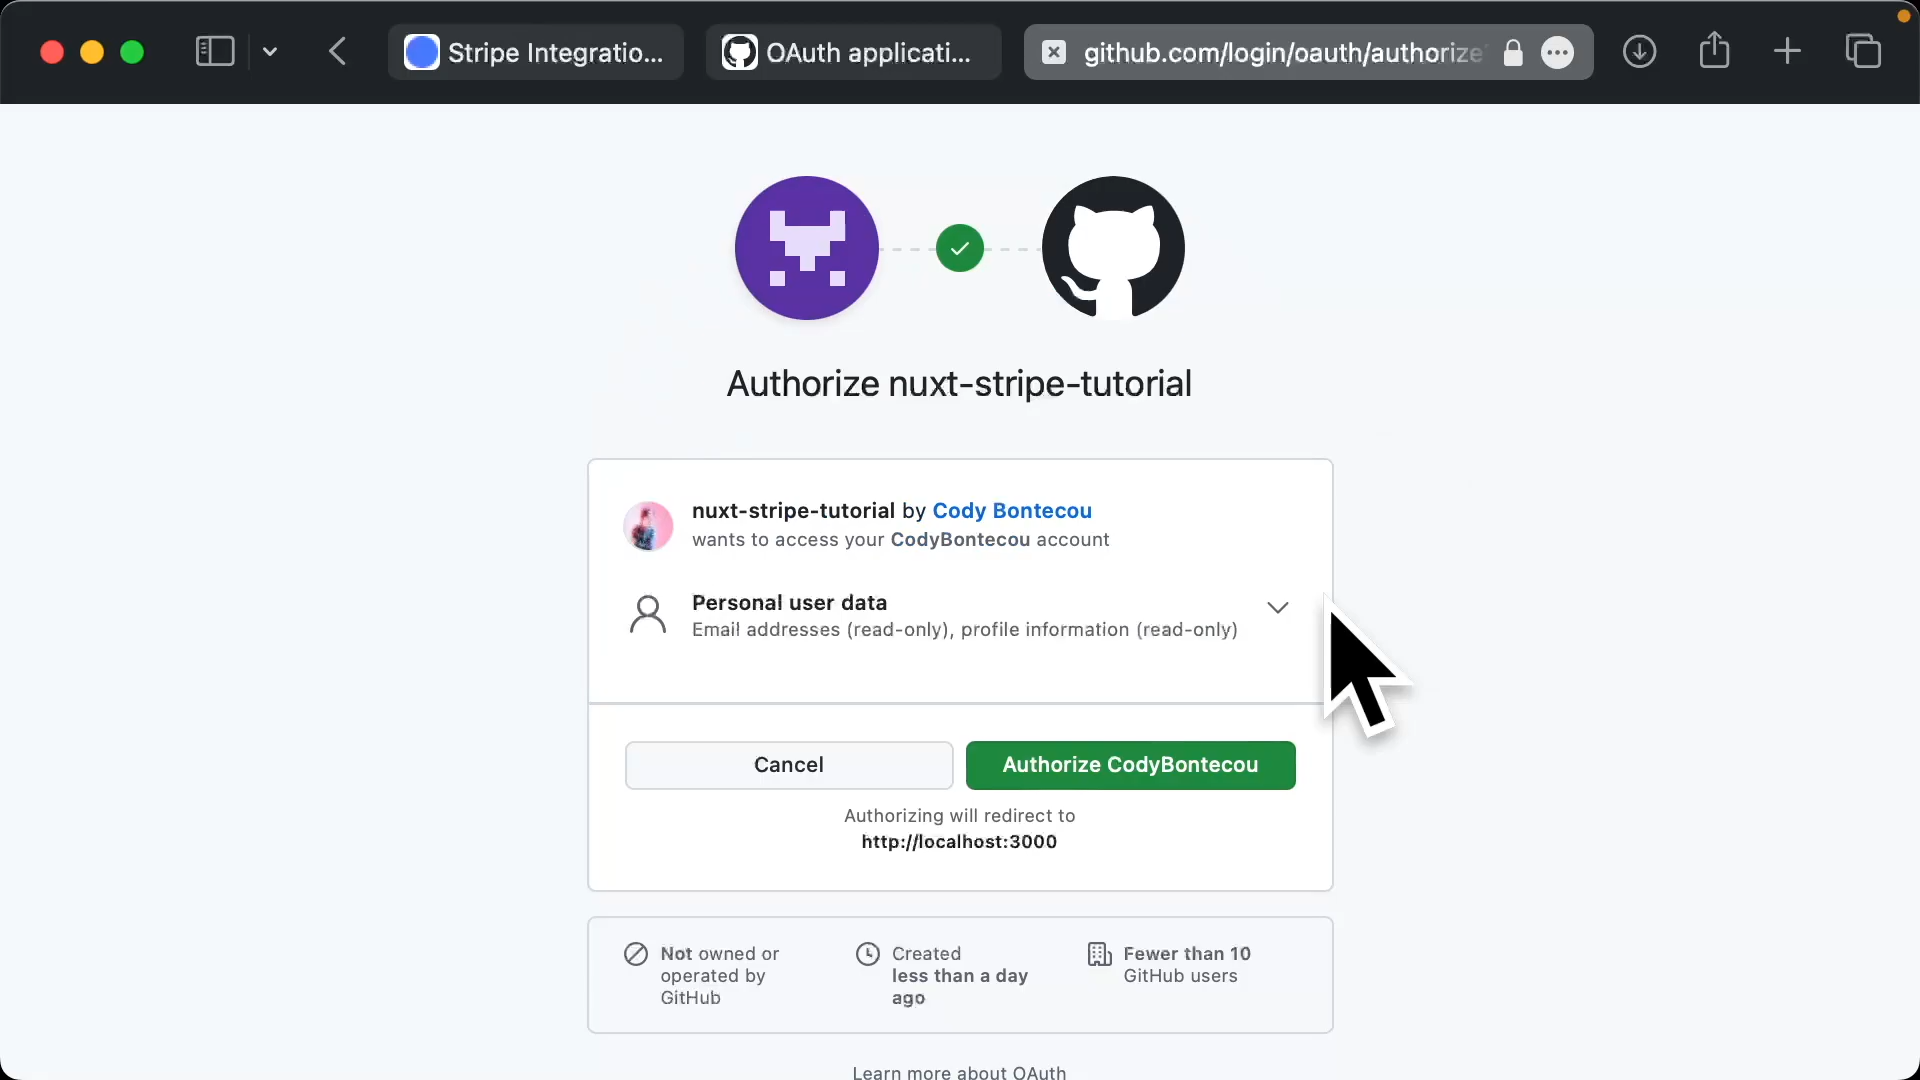 Stripe Integratio...
OAuth applicati...
github.com/login/oauth/authorize
Authorize nuxt-stripe-tutorial
nuxt-stripe-tutorial by Cody Bontecou
wants to access your CodyBontecou account
Personal user data
Email addresses (read-only), profile information (read-only)
Cancel
Authorize CodyBontecou
Authorizing will redirect to
http://localhost:3000
Not owned or
operated by
GitHub
Created
less than a day
ago
Fewer than 10
GitHub users
Learn more about OAuth